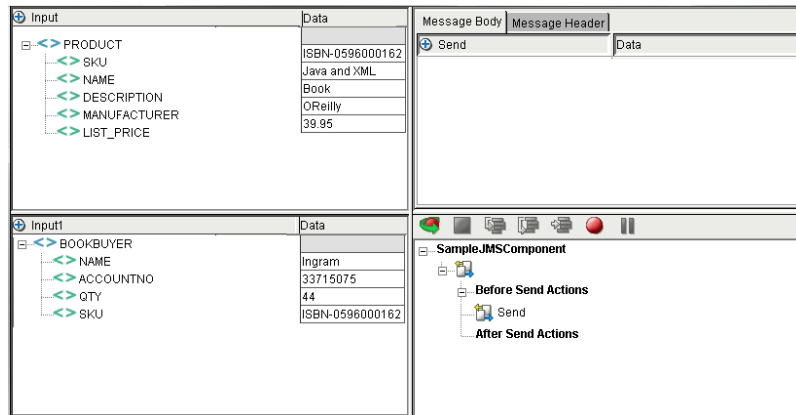 Input Data
PRODUCT
SKU ISBN-0596000162
NAME Java and XML
DESCRIPTION Book
MANUFACTURER OReilly
LIST_PRICE 39.95
Message Body Message Header
Send Data
Input1 Data
BOOKBUYER
NAME Ingram
ACCOUNTNO 33715075
QTY 44
SKU ISBN-0596000162
SampleJMSComponent
Before Send Actions
Send
After Send Actions